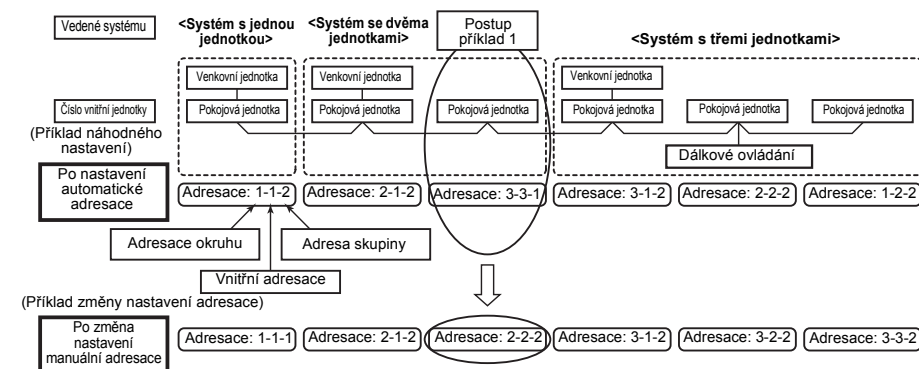 Vedené systému
<Systém s jednou
jednotkou>
<Systém se dvěma
jednotkami>
Postup
příklad 1
<Systém s třemi jednotkami>
Venkovní jednotka
Venkovní jednotka
Venkovní jednotka
Číslo vnitřní jednotky
Pokojová jednotka
Pokojová jednotka
Pokojová jednotka
Pokojová jednotka
Pokojová jednotka
Pokojová jednotka
(Příklad náhodného
nastavení)
Dálkové ovládání
Po nastavení
automatické
adresace
Adresace: 1-1-2
Adresace: 2-1-2
Adresace: 3-3-1
Adresace: 3-1-2
Adresace: 2-2-2
Adresace: 1-2-2
Adresace okruhu
Adresa skupiny
Vnitřní adresace
(Příklad změny nastavení adresace)
Po změna
nastavení
manuální adresace
Adresace: 1-1-1
Adresace: 2-1-2
Adresace: 2-2-2
Adresace: 3-1-2
Adresace: 3-2-2
Adresace: 3-3-2